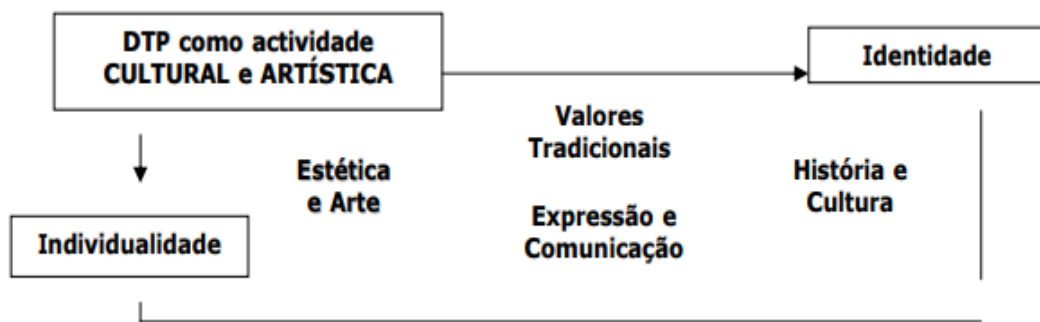 DTP como actividade
CULTURAL e ARTÍSTICA
Identidade
Valores
Tradicionais
Estética
e Arte
História e
Cultura
Expressão e
Comunicação
Individualidade